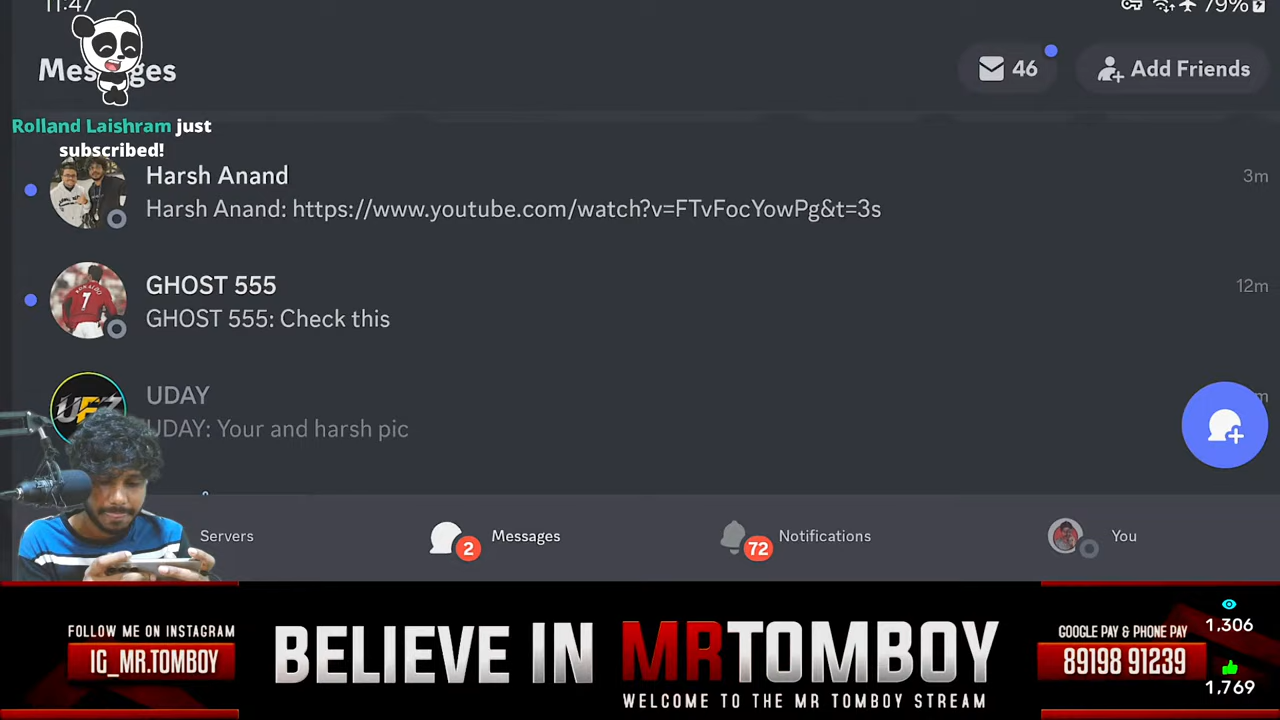 11:47
79%
Messages
46
Add Friends
Rolland Laishram just
subscribed!
Harsh Anand
3m
Harsh Anand: https://www.youtube.com/watch?v=FTvFocYowPg&t=3s
GHOST 555
12m
GHOST 555: Check this
7
UDAY
UDAY: Your and harsh pic
Servers
2
Messages
72
Notifications
You
FOLLOW ME ON INSTAGRAM
IG_MR.TOMBOY
BELIEVE IN MRTOMBOY
WELCOME TO THE MR TOMBOY STREAM
GOOGLE PAY & PHONE PAY
89198 91239
1,306
1,769